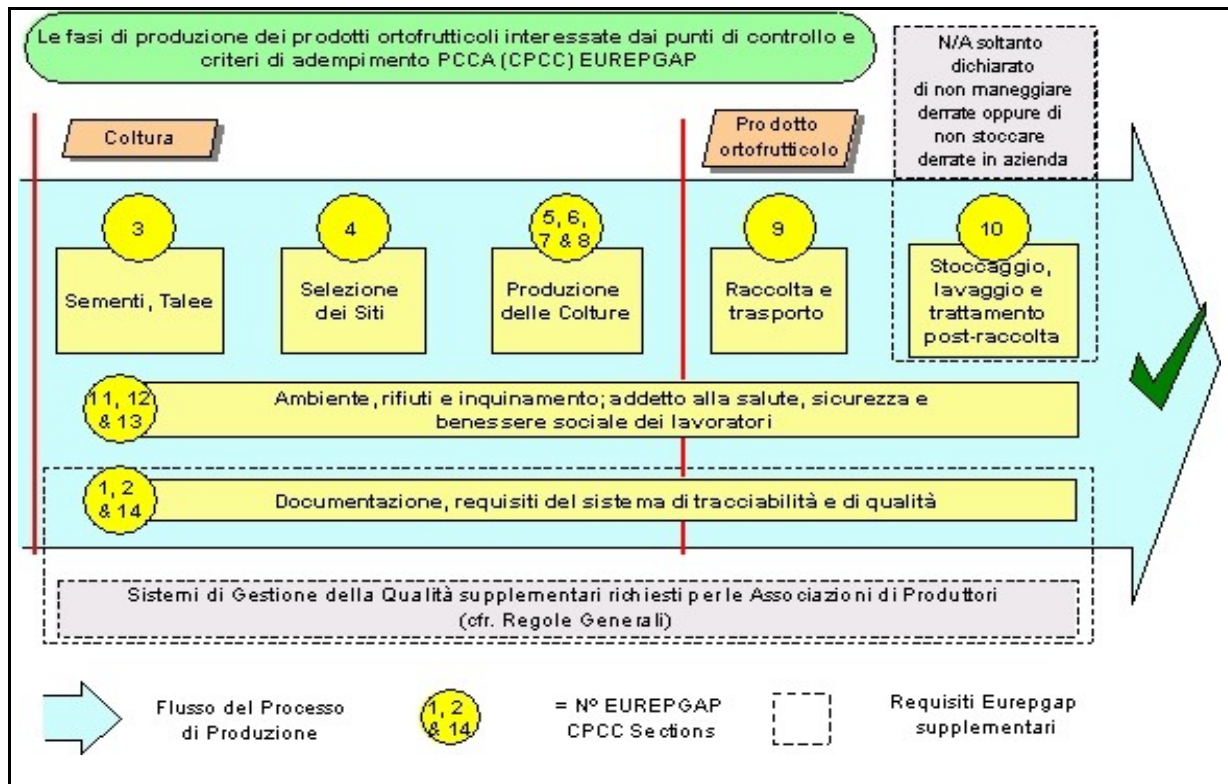 Le fasi di produzione dei prodotti ortofrutticoli interessate dai punti di controllo e
criteri di adempimento PCCA (CPCC) EUREPGAP
N/A soltanto
dichiarato
di non maneggiare
derrate oppure di
non stoccare
derrate in azienda
Coltura
Prodotto
ortofrutticolo
3
Sementi, Talee
4
Selezione
dei Siti
5, 6,
7 & 8
Produzione
delle Colture
9
Raccolta e
trasporto
10
Stoccaggio,
lavaggio e
trattamento
post-raccolta
11, 12
& 13
Ambiente, rifiuti e inquinamento; addetto alla salute, sicurezza e
benessere sociale dei lavoratori
1, 2
& 14
Documentazione, requisiti del sistema di tracciabilità e di qualità
Sistemi di Gestione della Qualità supplementari richiesti per le Associazioni di Produttori
(cfr. Regole Generali)
Flusso del Processo
di Produzione
1, 2
& 14
= Nº EUREPGAP
CPCC Sections
Requisiti Eurepgap
supplementari